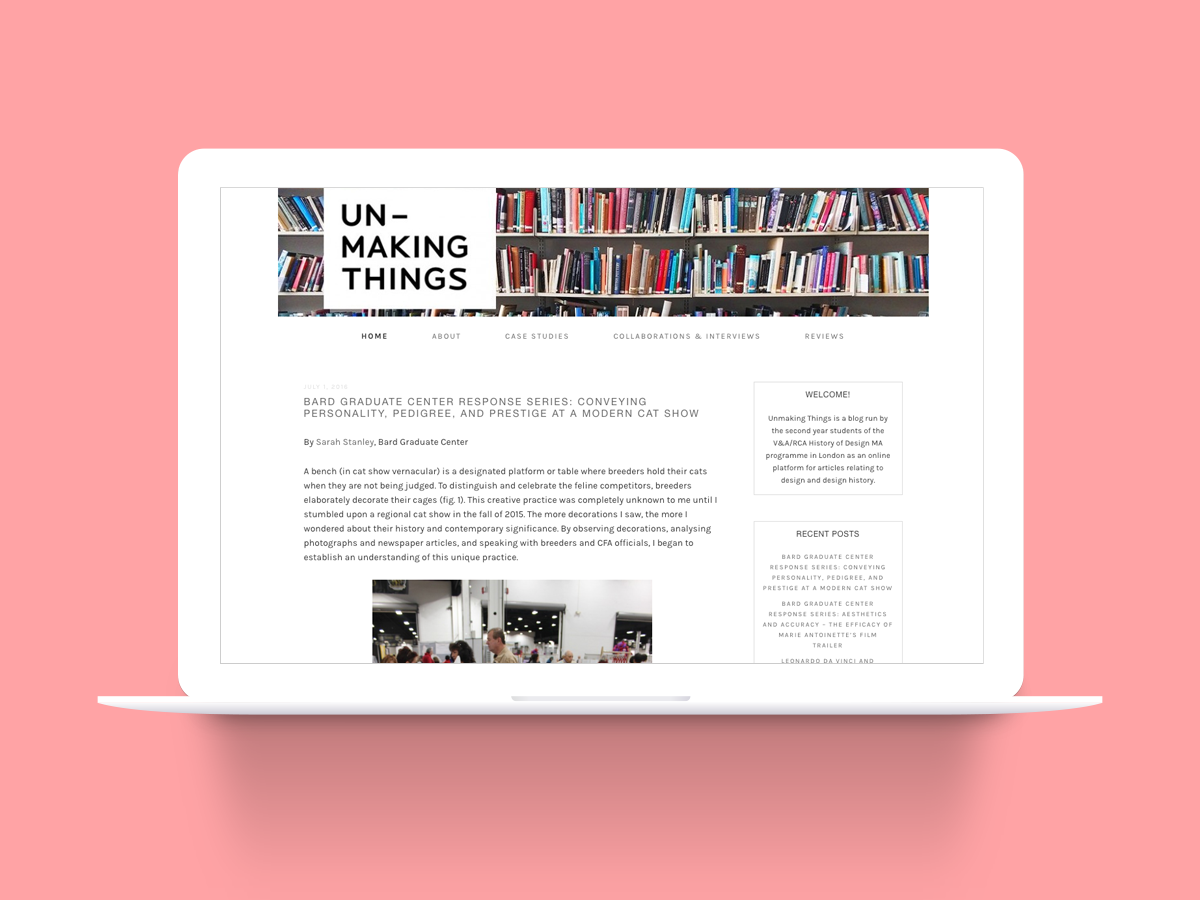 UN–
MAKING
THINGS
HOME
ABOUT
CASE STUDIES
COLLABORATIONS & INTERVIEWS
REVIEWS
JULY 1, 2016
BARD GRADUATE CENTER RESPONSE SERIES: CONVEYING
PERSONALITY, PEDIGREE, AND PRESTIGE AT A MODERN CAT SHOW
By Sarah Stanley, Bard Graduate Center
A bench (in cat show vernacular) is a designated platform or table where breeders hold their cats
when they are not being judged. To distinguish and celebrate the feline competitors, breeders
elaborately decorate their cages (fig. 1). This creative practice was completely unknown to me until I
stumbled upon a regional cat show in the fall of 2015. The more decorations I saw, the more I
wondered about their history and contemporary significance. By observing decorations, analysing
photographs and newspaper articles, and speaking with breeders and CFA officials, I began to
establish an understanding of this unique practice.
WELCOME!
Unmaking Things is a blog run by
the second year students of the
V&A/RCA History of Design MA
programme in London as an online
platform for articles relating to
design and design history.
RECENT POSTS
BARD GRADUATE CENTER
RESPONSE SERIES: CONVEYING
PERSONALITY, PEDIGREE, AND
PRESTIGE AT A MODERN CAT SHOW
BARD GRADUATE CENTER
RESPONSE SERIES: AESTHETICS
AND ACCURACY – THE EFFICACY OF
MARIE ANTOINETTE'S FILM
TRAILER
LEONARDO DA VINCI AND